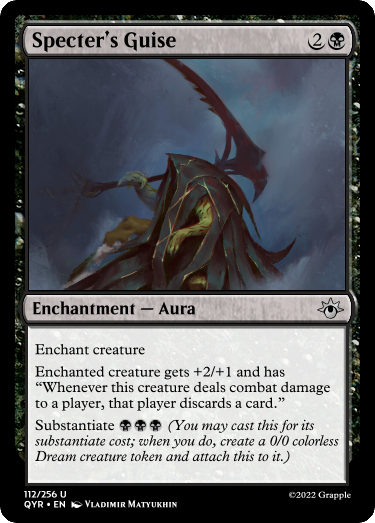 Specter's Guise 2
Enchantment — Aura
Enchant creature
Enchanted creature gets +2/+1 and has
“Whenever this creature deals combat damage
to a player, that player discards a card.”
Substantiate (You may cast this for its
substantiate cost; when you do, create a 0/0 colorless
Dream creature token and attach this to it.)
112/256 U
QYR • EN Vladimir Matyukhin
©2022 Grapple